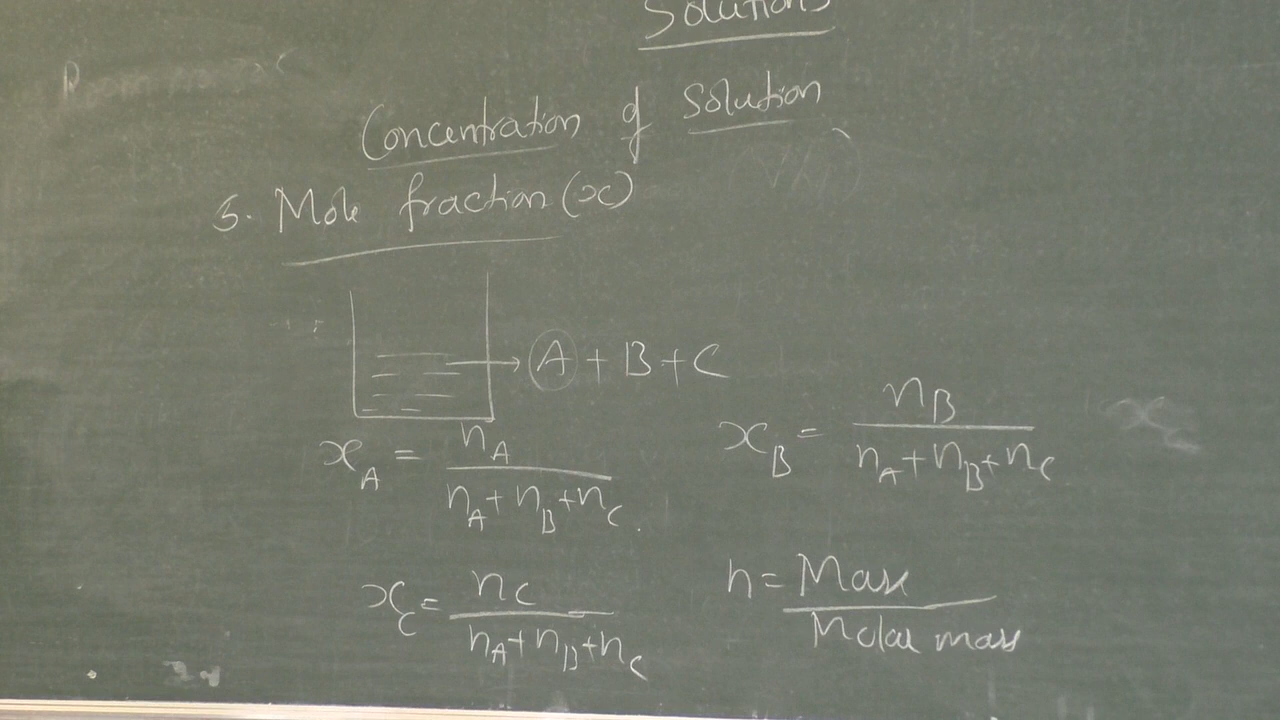 Solutions
Concentration of Solution
5. Mole fraction (x)
A + B + C
x_A = n_A / (n_A + n_B + n_C).
x_B = n_B / (n_A + n_B + n_C)
x_C = n_C / (n_A + n_B + n_C)
n = Mass / Molar mass